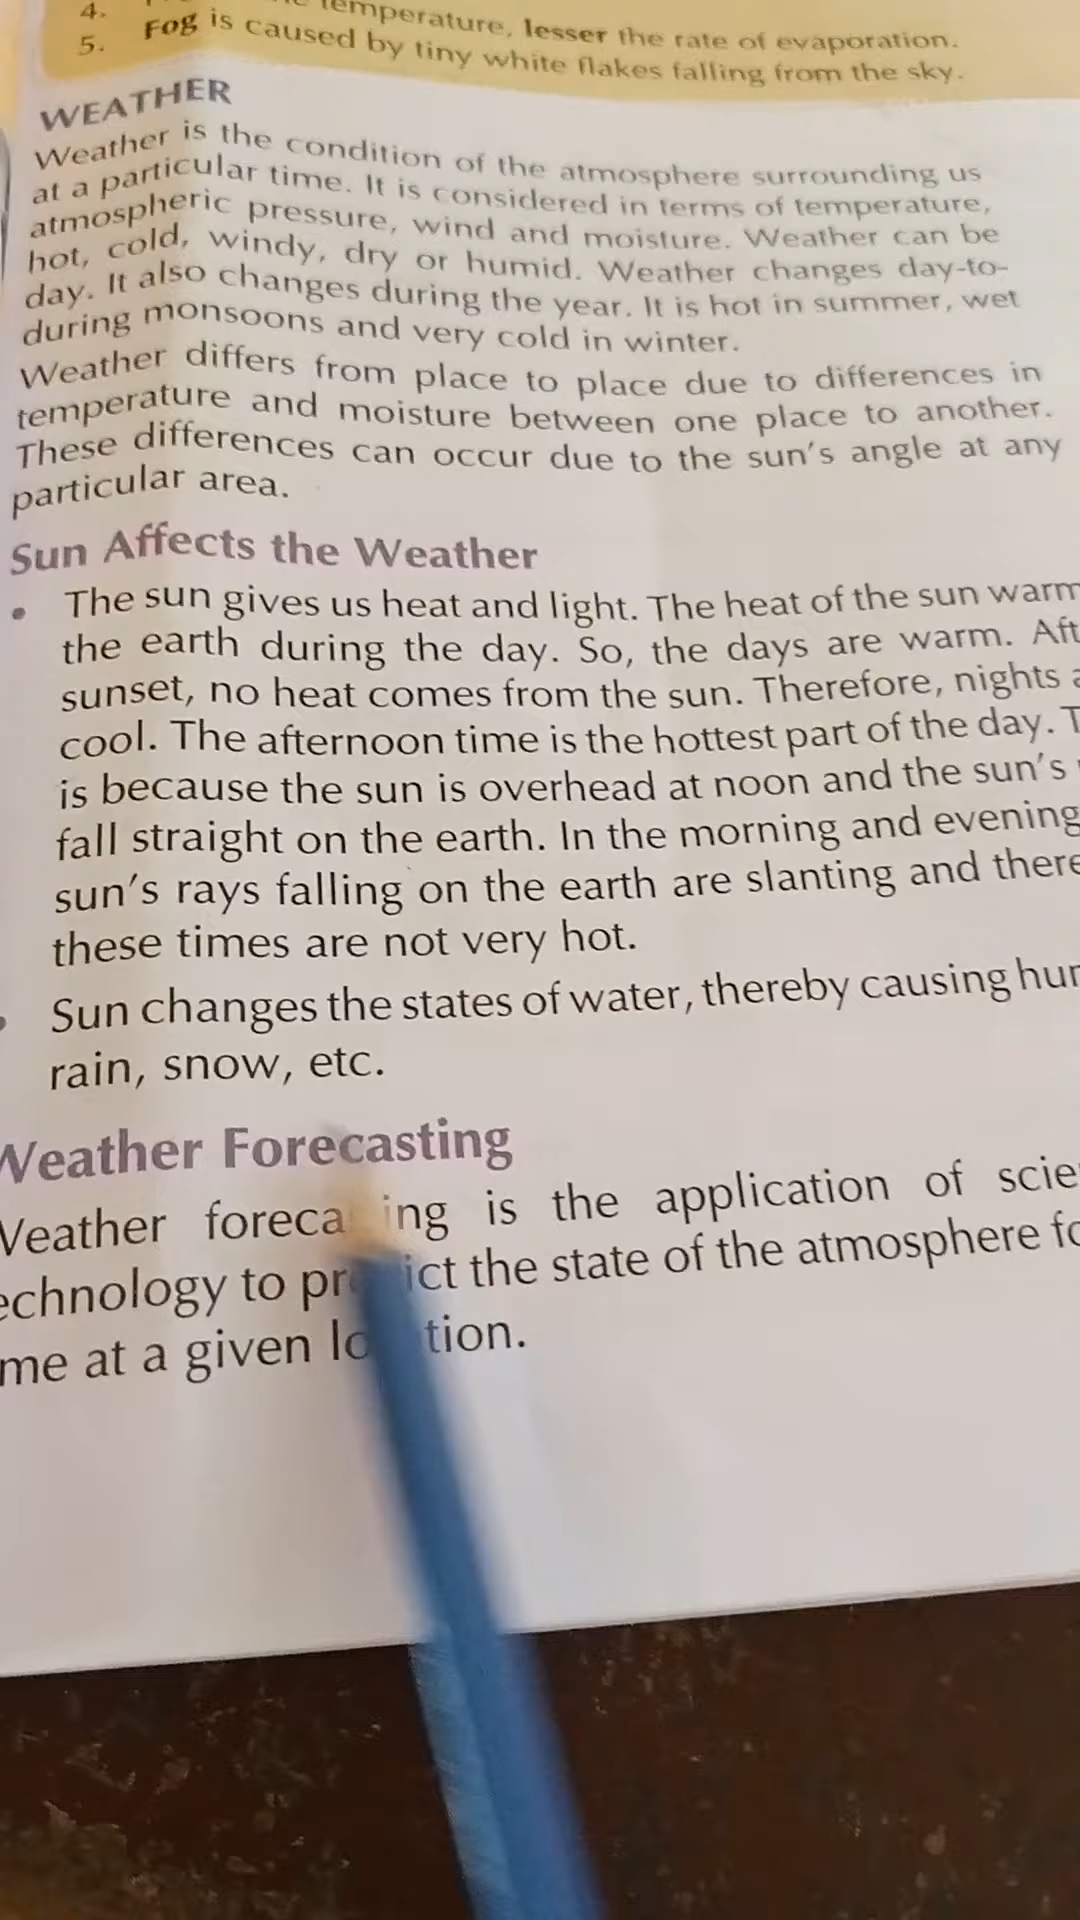 4. temperature, lesser the rate of evaporation.
5. Fog is caused by tiny white flakes falling from the sky.
WEATHER
Weather is the condition of the atmosphere surrounding us
at a particular time. It is considered in terms of temperature,
atmospheric pressure, wind and moisture. Weather can be
hot, cold, windy, dry or humid. Weather changes day-to-
day. It also changes during the year. It is hot in summer, wet
during monsoons and very cold in winter.
Weather differs from place to place due to differences in
temperature and moisture between one place to another.
These differences can occur due to the sun's angle at any
particular area.
Sun Affects the Weather
• The sun gives us heat and light. The heat of the sun warm
the earth during the day. So, the days are warm. Aft
sunset, no heat comes from the sun. Therefore, nights a
cool. The afternoon time is the hottest part of the day. T
is because the sun is overhead at noon and the sun's
fall straight on the earth. In the morning and evening
sun's rays falling on the earth are slanting and there
these times are not very hot.
• Sun changes the states of water, thereby causing hu
rain, snow, etc.
Weather Forecasting
Weather foreca ing is the application of scie
echnology to pr ict the state of the atmosphere fo
me at a given lo tion.